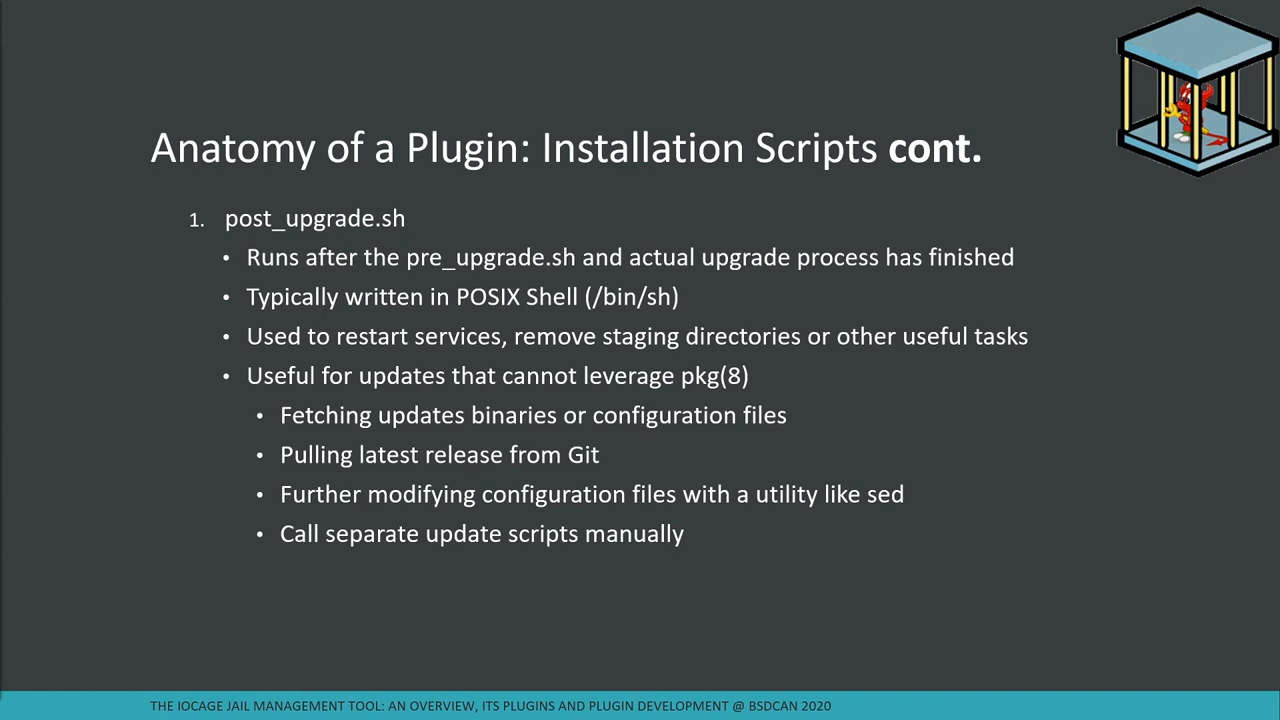 Anatomy of a Plugin: Installation Scripts cont.
1. post_upgrade.sh
• Runs after the pre_upgrade.sh and actual upgrade process has finished
• Typically written in POSIX Shell (/bin/sh)
• Used to restart services, remove staging directories or other useful tasks
• Useful for updates that cannot leverage pkg(8)
• Fetching updates binaries or configuration files
• Pulling latest release from Git
• Further modifying configuration files with a utility like sed
• Call separate update scripts manually
THE IOCAGE JAIL MANAGEMENT TOOL: AN OVERVIEW, ITS PLUGINS AND PLUGIN DEVELOPMENT @ BSDCAN 2020